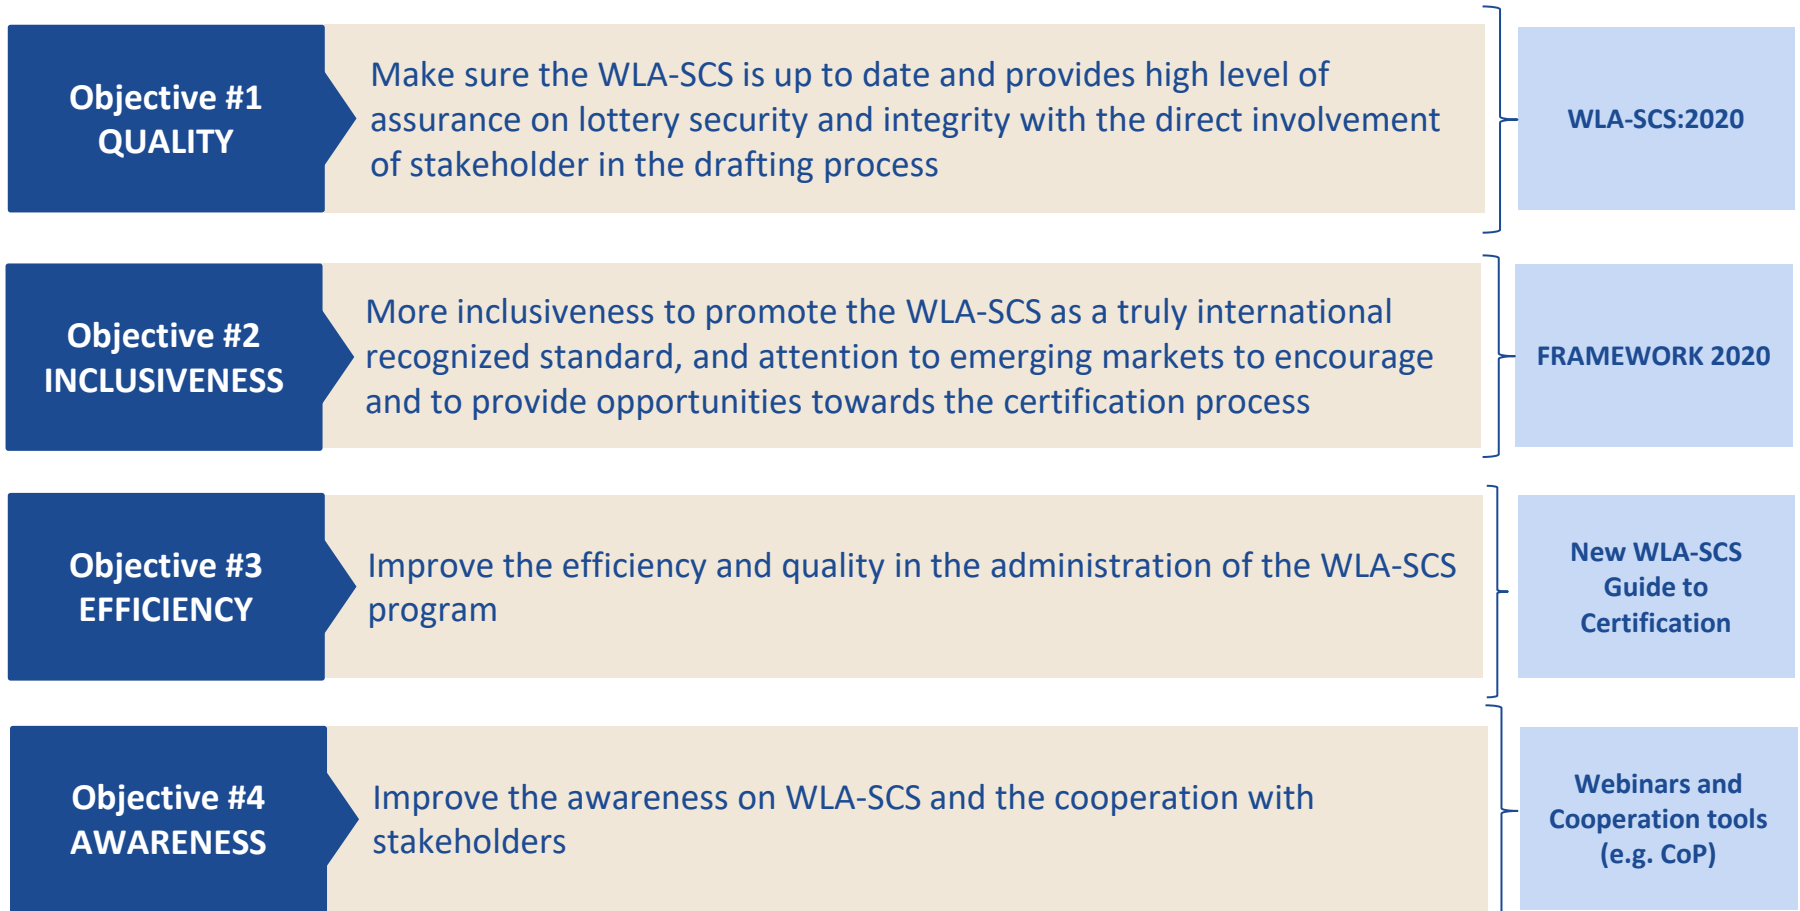 Objective #1
QUALITY
Make sure the WLA-SCS is up to date and provides high level of
assurance on lottery security and integrity with the direct involvement
of stakeholder in the drafting process
WLA-SCS:2020
Objective #2
INCLUSIVENESS
More inclusiveness to promote the WLA-SCS as a truly international
recognized standard, and attention to emerging markets to encourage
and to provide opportunities towards the certification process
FRAMEWORK 2020
Objective #3
EFFICIENCY
Improve the efficiency and quality in the administration of the WLA-SCS
program
New WLA-SCS
Guide to
Certification
Objective #4
AWARENESS
Improve the awareness on WLA-SCS and the cooperation with
stakeholders
Webinars and
Cooperation tools
(e.g. CoP)